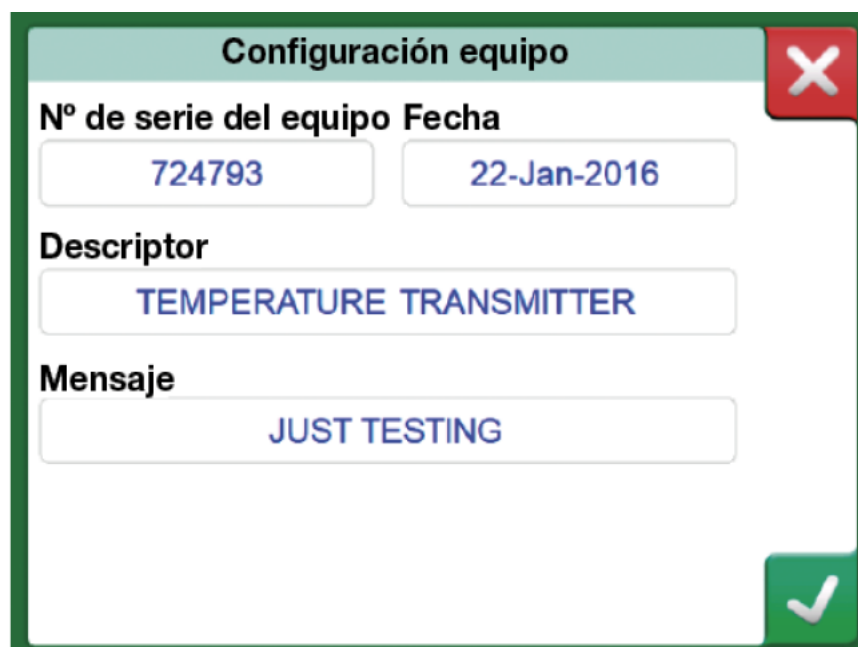 Configuración equipo
Nº de serie del equipo Fecha
724793 22-Jan-2016
Descriptor
TEMPERATURE TRANSMITTER
Mensaje
JUST TESTING